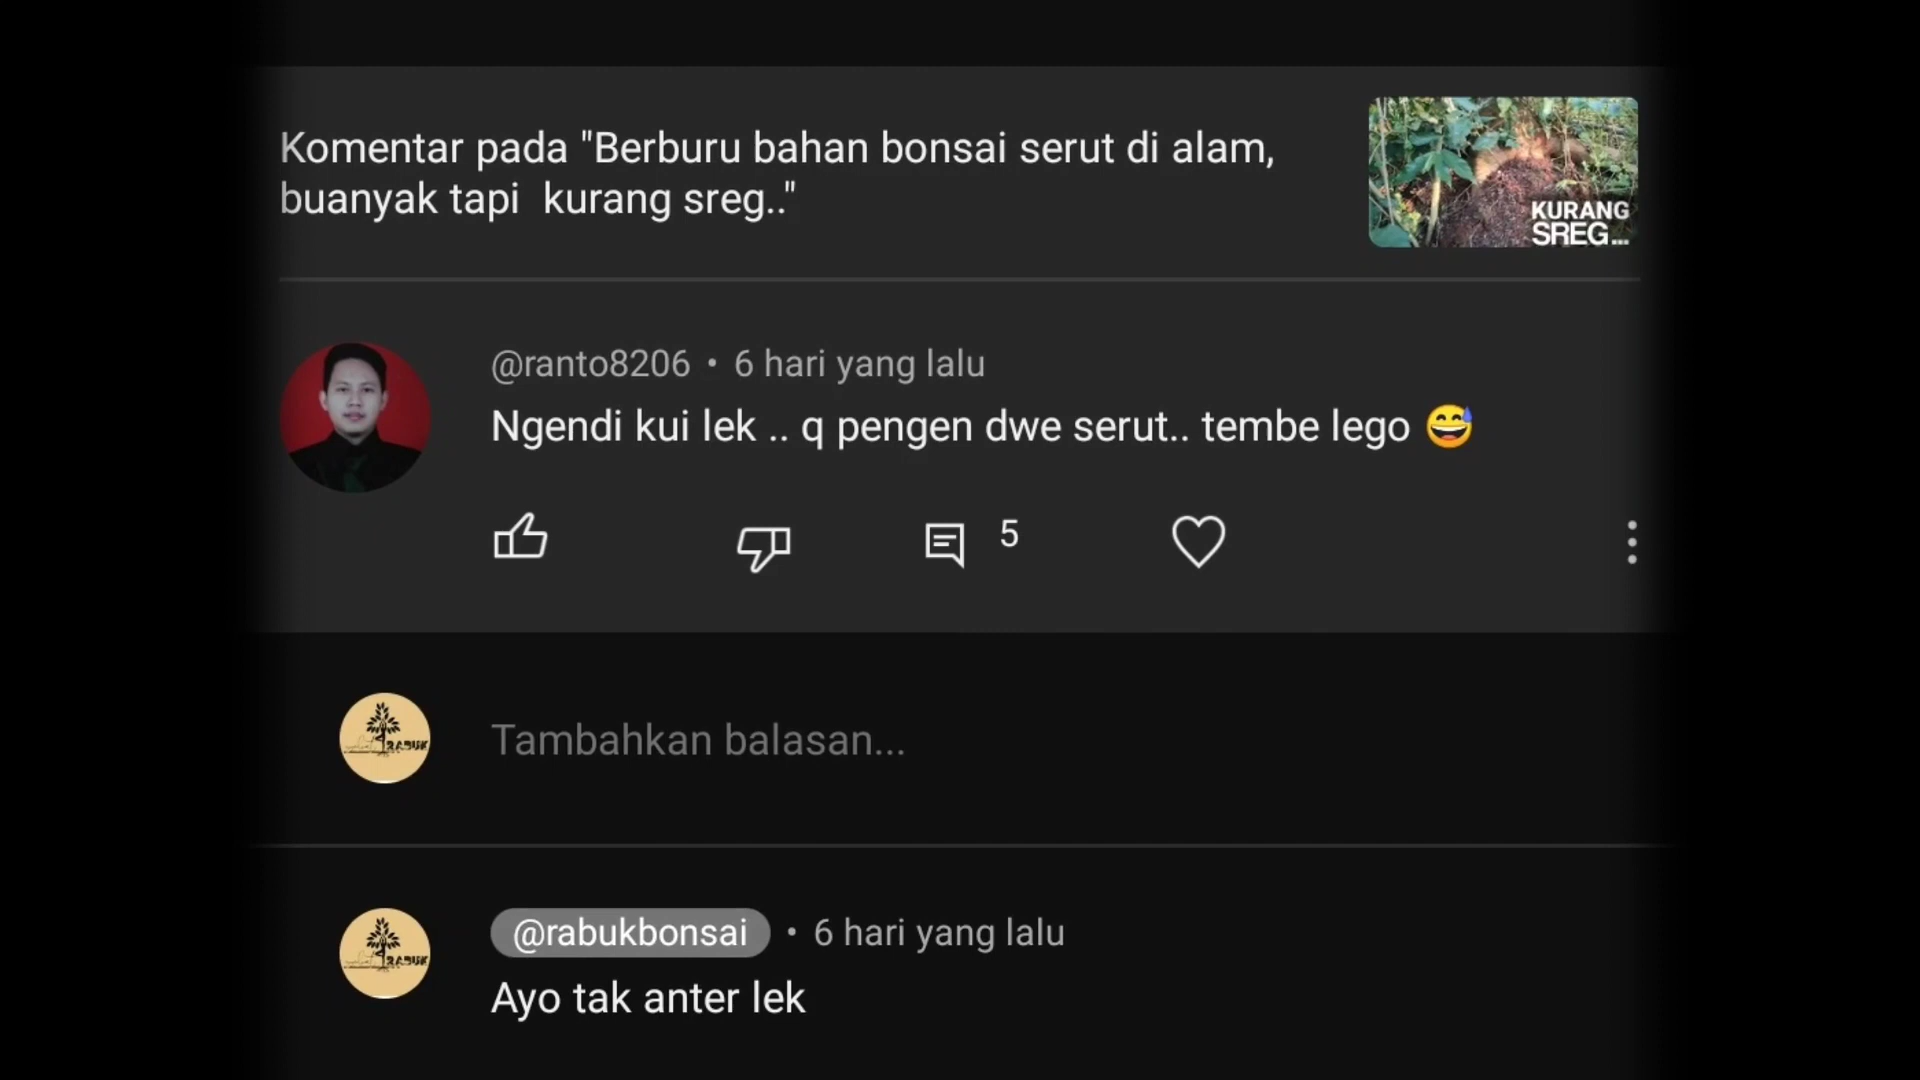 Komentar pada "Berburu bahan bonsai serut di alam,
buanyak tapi  kurang sreg.."
KURANG
SREG...
@ranto8206 • 6 hari yang lalu
Ngendi kui lek .. q pengen dwe serut.. tembe lego 😅
5
RABUK
Tambahkan balasan...
RABUK
@rabukbonsai • 6 hari yang lalu
Ayo tak anter lek